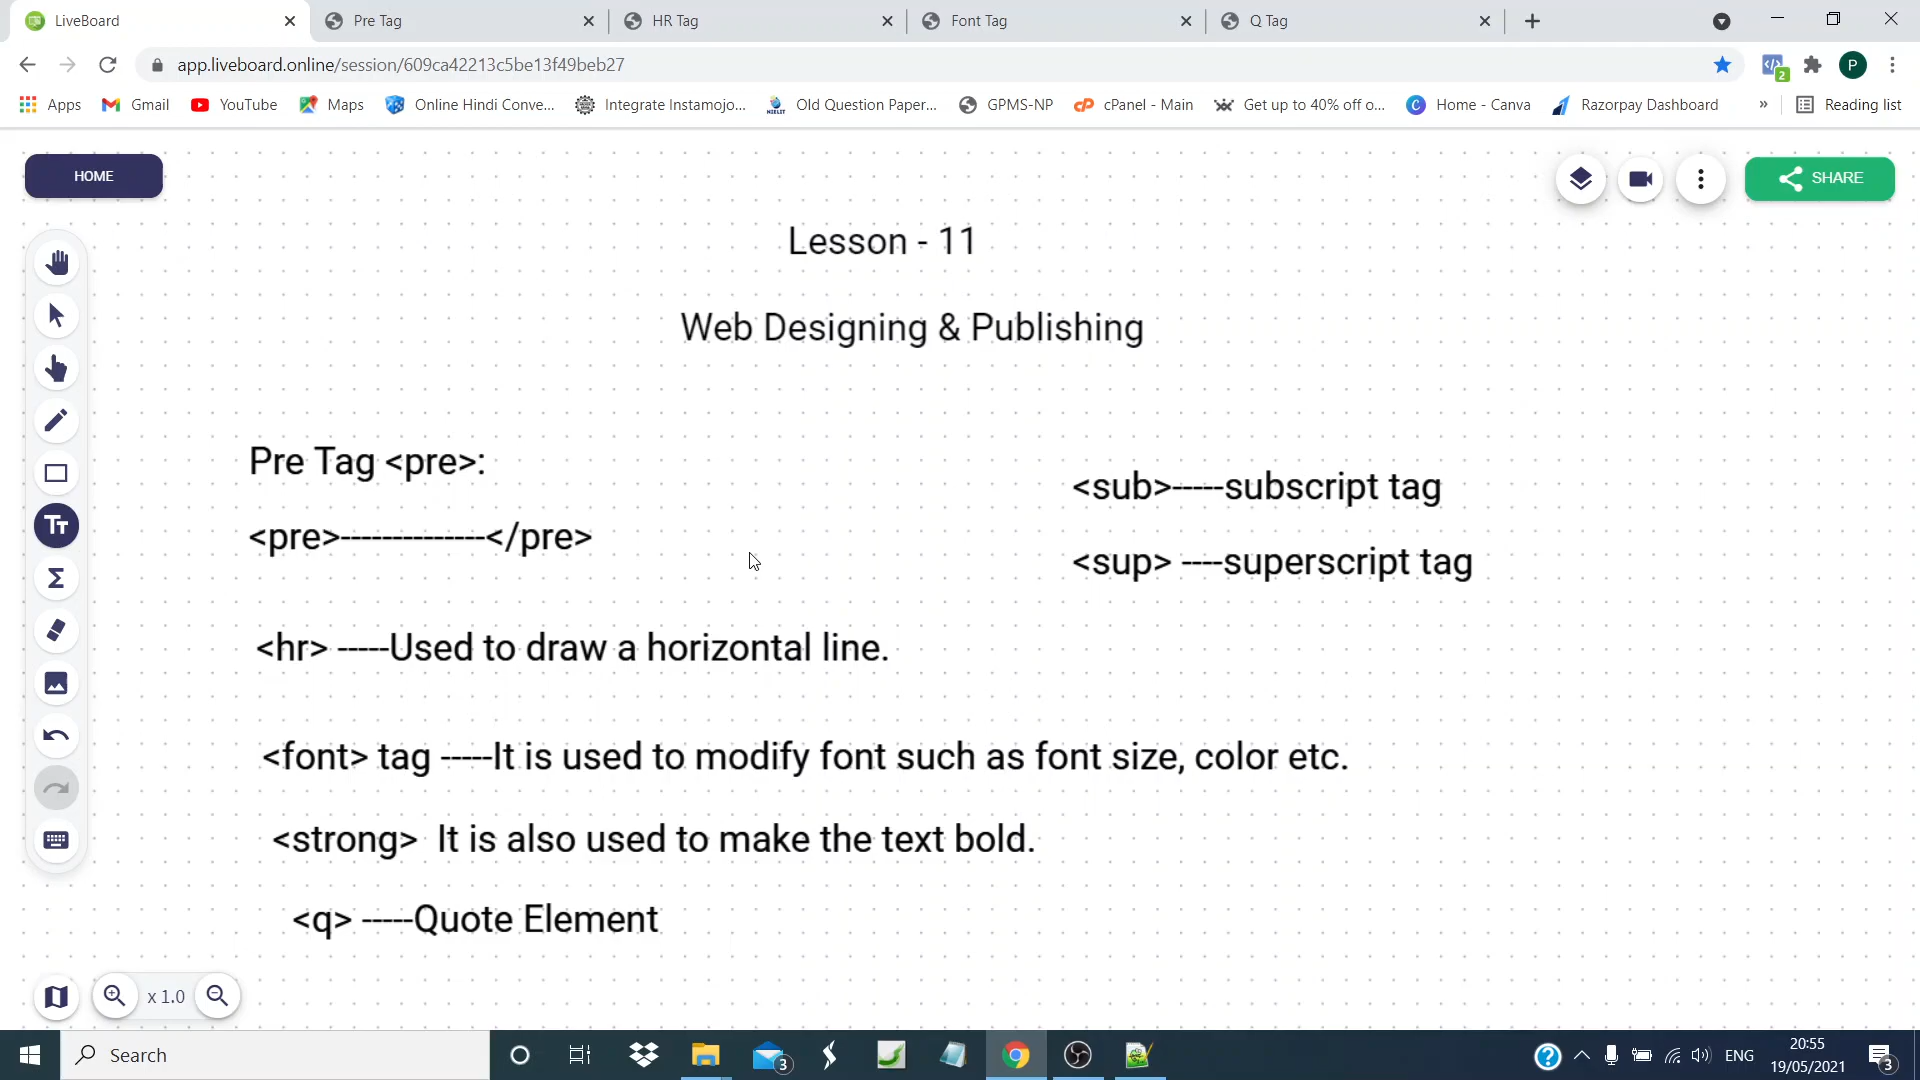 LiveBoard
Pre Tag
HR Tag
Font Tag
Q Tag
app.liveboard.online/session/609ca42213c5be13f49beb27
P
2
Apps
Gmail
YouTube
Maps
Online Hindi Conve...
Integrate Instamojo...
Old Question Paper...
GPMS-NP
cPanel - Main
Get up to 40% off o...
Home - Canva
Razorpay Dashboard
»
Reading list
HOME
SHARE
Lesson - 11
Web Designing & Publishing
Pre Tag <pre>:
<pre>--------------</pre>
<sub>-----subscript tag
<sup> ----superscript tag
<hr> -----Used to draw a horizontal line.
<font> tag -----It is used to modify font such as font size, color etc.
<strong>  It is also used to make the text bold.
<q> -----Quote Element
x 1.0
Search
3
ENG
20:55
19/05/2021
3